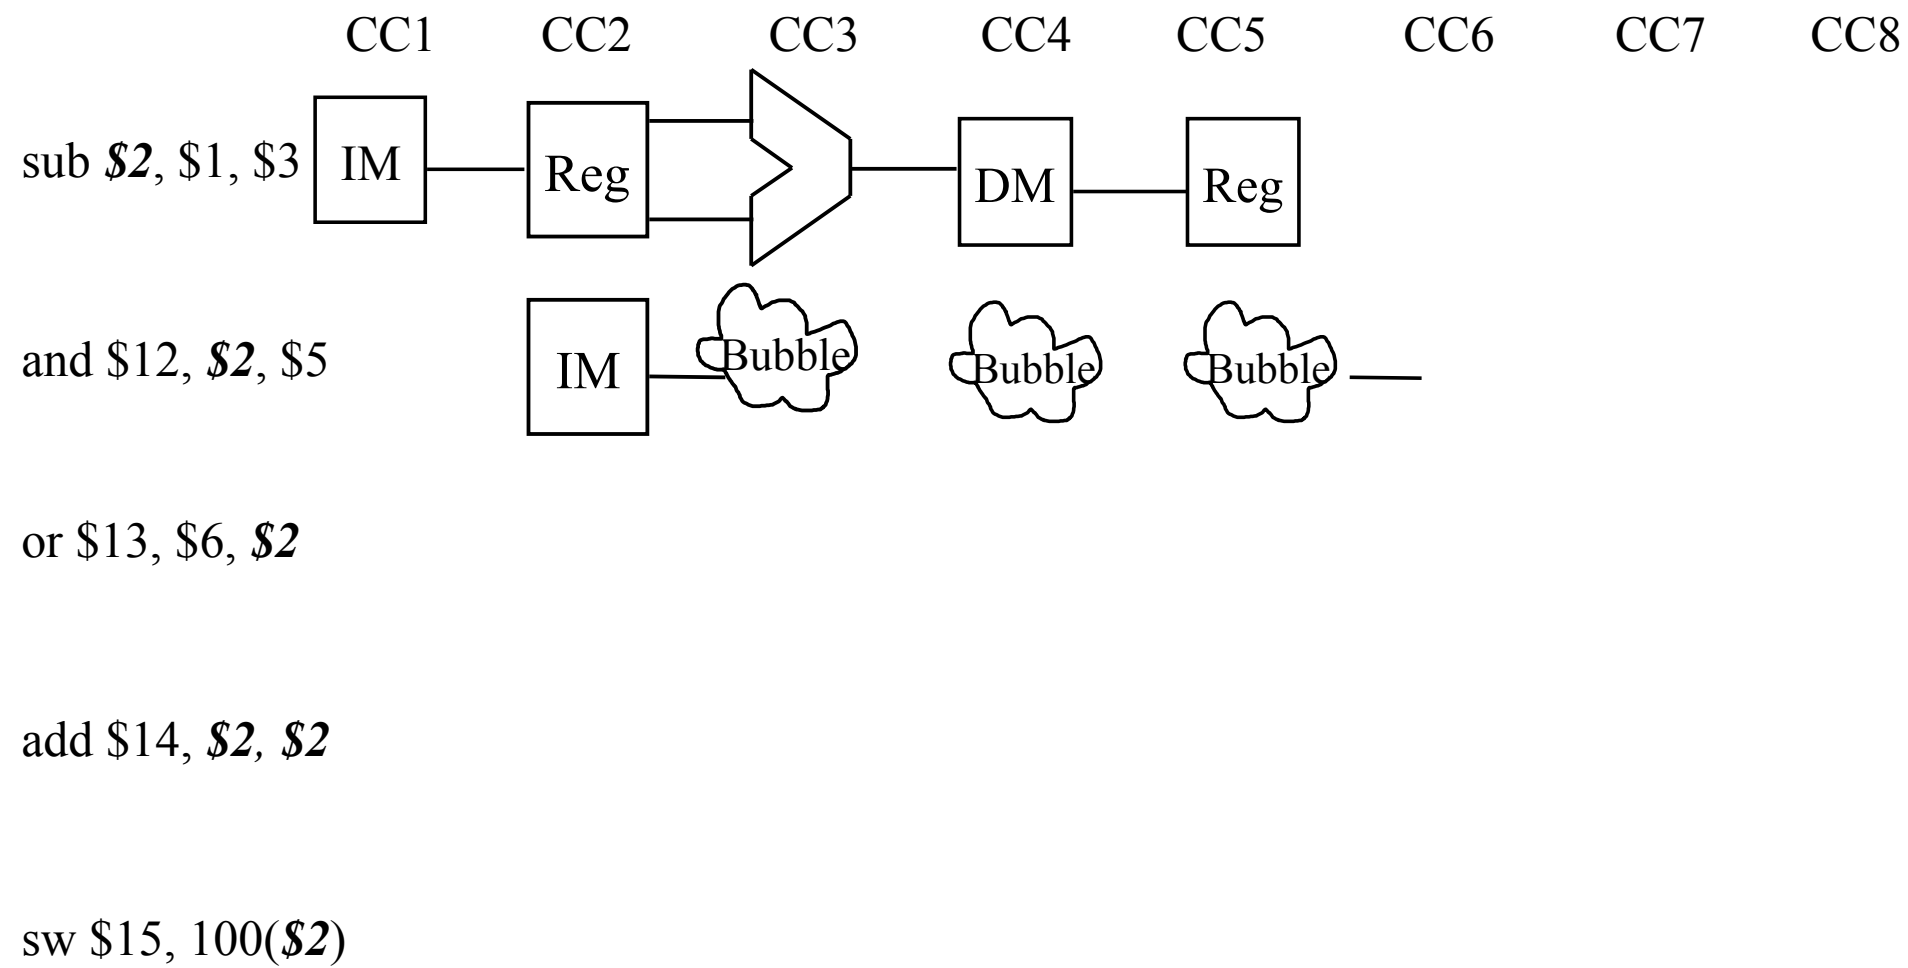 CC1 CC2 CC3 CC4 CC5 CC6 CC7 CC8
sub $2, $1, $3 IM Reg DM Reg
and $12, $2, $5 IM Bubble Bubble Bubble
or $13, $6, $2
add $14, $2, $2
sw $15, 100($2)